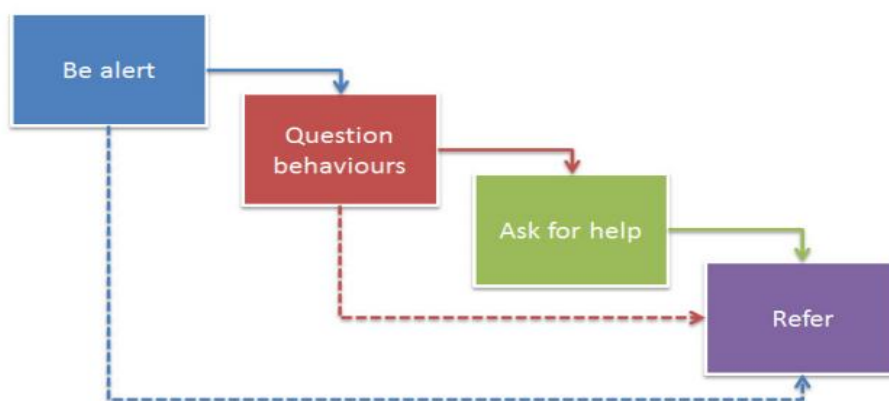 Be alert
Question
behaviours
Ask for help
Refer